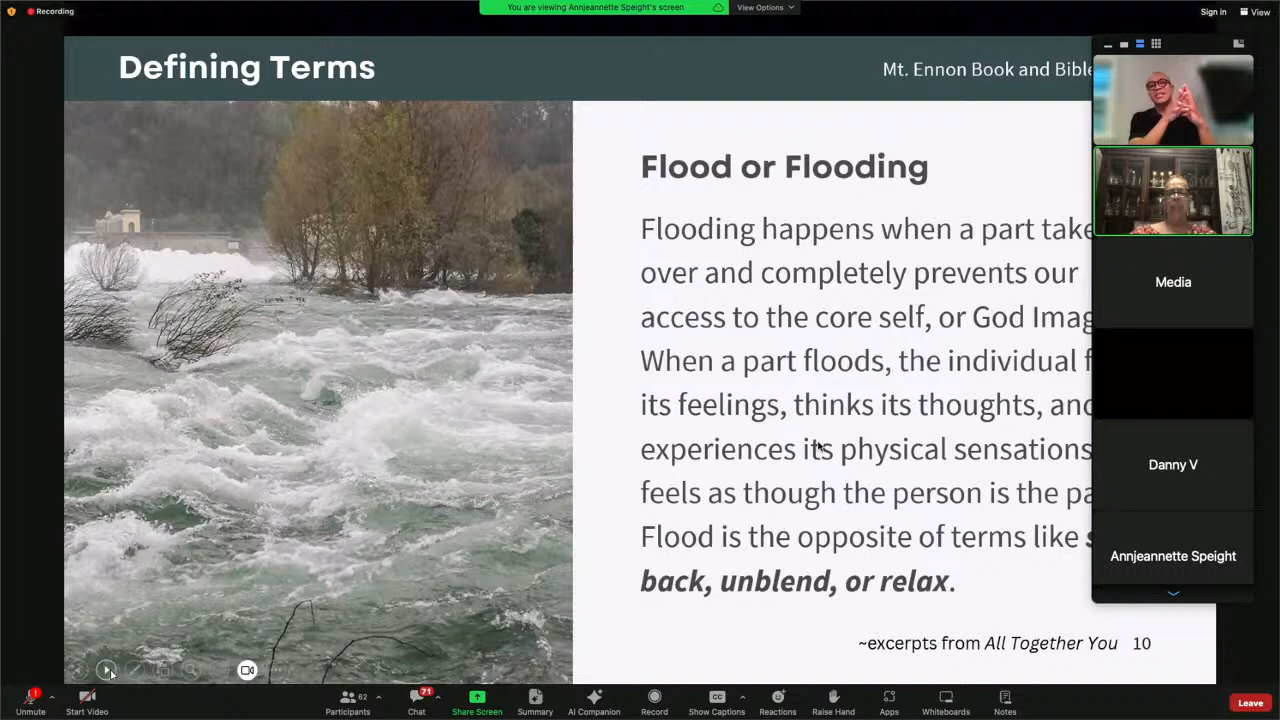 Recording
You are viewing Annjeannette Speight's screen
View Options
Sign in
View
Defining Terms
Mt. Ennon Book and Bible
Flood or Flooding
Flooding happens when a part take
over and completely prevents our
access to the core self, or God Imag
When a part floods, the individual f
its feelings, thinks its thoughts, and
experiences its physical sensations
feels as though the person is the pa
Flood is the opposite of terms like s
back, unblend, or relax.
~excerpts from All Together You 10
Media
Danny V
Annjeannette Speight
1
62
71
CC
Unmute
Start Video
Participants
Chat
Share Screen
Summary
AI Companion
Record
Show Captions
Reactions
Raise Hand
Apps
Whiteboards
Notes
Leave